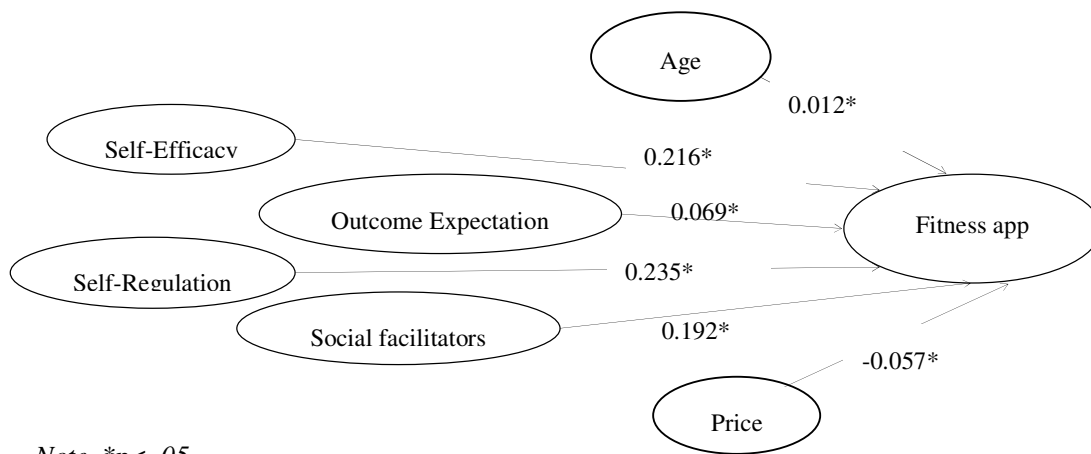 Age
0.012*
Self-Efficacy
0.216*
Outcome Expectation
0.069*
Fitness app
Self-Regulation
0.235*
Social facilitators
0.192*
-0.057*
Price
Note. *p < .05